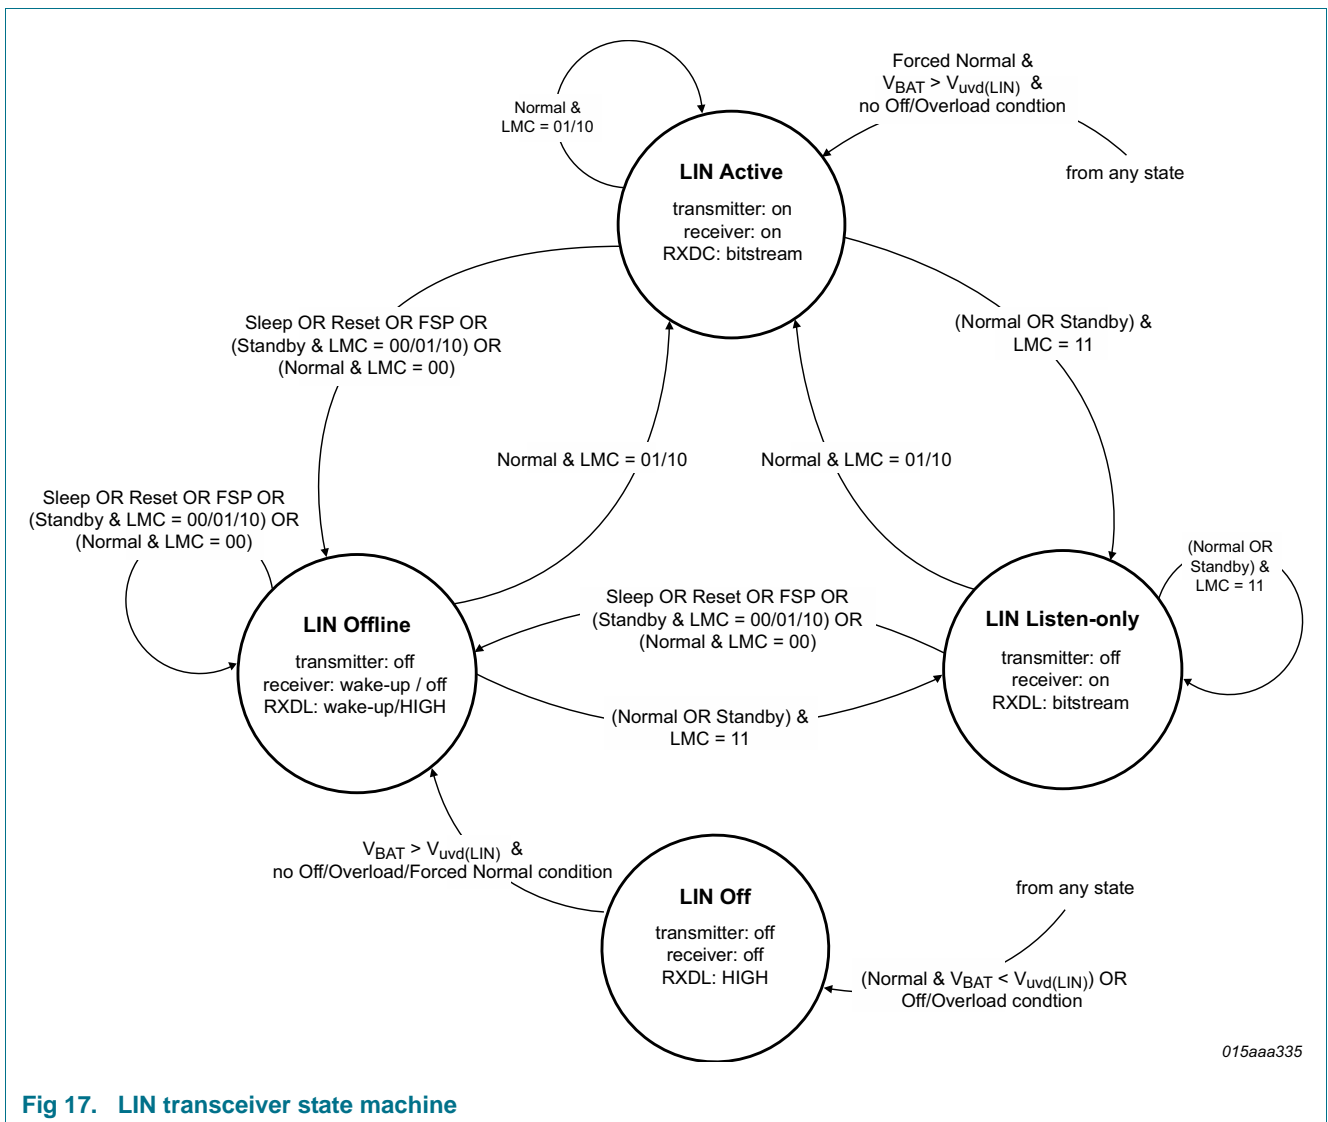 Forced Normal &
VBAT > Vuvd(LIN) &
no Off/Overload condtion
from any state
Normal &
LMC = 01/10
LIN Active
transmitter: on
receiver: on
RXDC: bitstream
Sleep OR Reset OR FSP OR
(Standby & LMC = 00/01/10) OR
(Normal & LMC = 00)
(Normal OR Standby) &
LMC = 11
Normal & LMC = 01/10
Normal & LMC = 01/10
Sleep OR Reset OR FSP OR
(Standby & LMC = 00/01/10) OR
(Normal & LMC = 00)
(Normal OR
Standby) &
LMC = 11
LIN Offline
transmitter: off
receiver: wake-up / off
RXDL: wake-up/HIGH
Sleep OR Reset OR FSP OR
(Standby & LMC = 00/01/10) OR
(Normal & LMC = 00)
LIN Listen-only
transmitter: off
receiver: on
RXDL: bitstream
(Normal OR Standby) &
LMC = 11
VBAT > Vuvd(LIN) &
no Off/Overload/Forced Normal condition
LIN Off
transmitter: off
receiver: off
RXDL: HIGH
from any state
(Normal & VBAT < Vuvd(LIN)) OR
Off/Overload condtion
015aaa335
Fig 17. LIN transceiver state machine